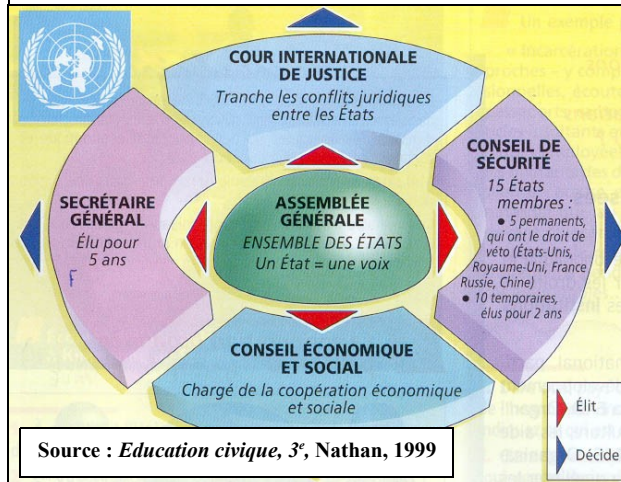 COUR INTERNATIONALE
DE JUSTICE
Tranche les conflits juridiques
entre les États
SECRÉTAIRE
GÉNÉRAL
Élu pour
5 ans
F
ASSEMBLÉE
GÉNÉRALE
ENSEMBLE DES ÉTATS
Un État = une voix
CONSEIL DE
SÉCURITÉ
15 États
membres :
• 5 permanents,
qui ont le droit de
véto (États-Unis,
Royaume-Uni, France
Russie, Chine)
• 10 temporaires,
élus pour 2 ans
CONSEIL ÉCONOMIQUE
ET SOCIAL
Chargé de la coopération économique
et sociale
Élit
Décide
Source : Education civique, 3e, Nathan, 1999